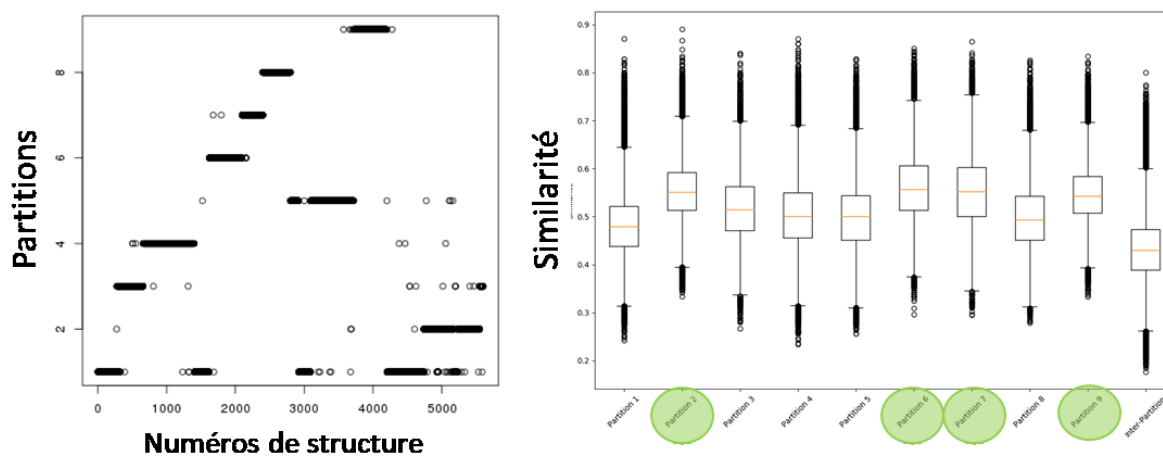 Partitions
8
6
4
2
0
1000
2000
3000
4000
5000
Numéros de structure
Similarité
0.9
0.8
0.7
0.6
0.5
0.4
0.3
0.2
Partition 1
Partition 2
Partition 3
Partition 4
Partition 5
Partition 6
Partition 7
Partition 8
Partition 9